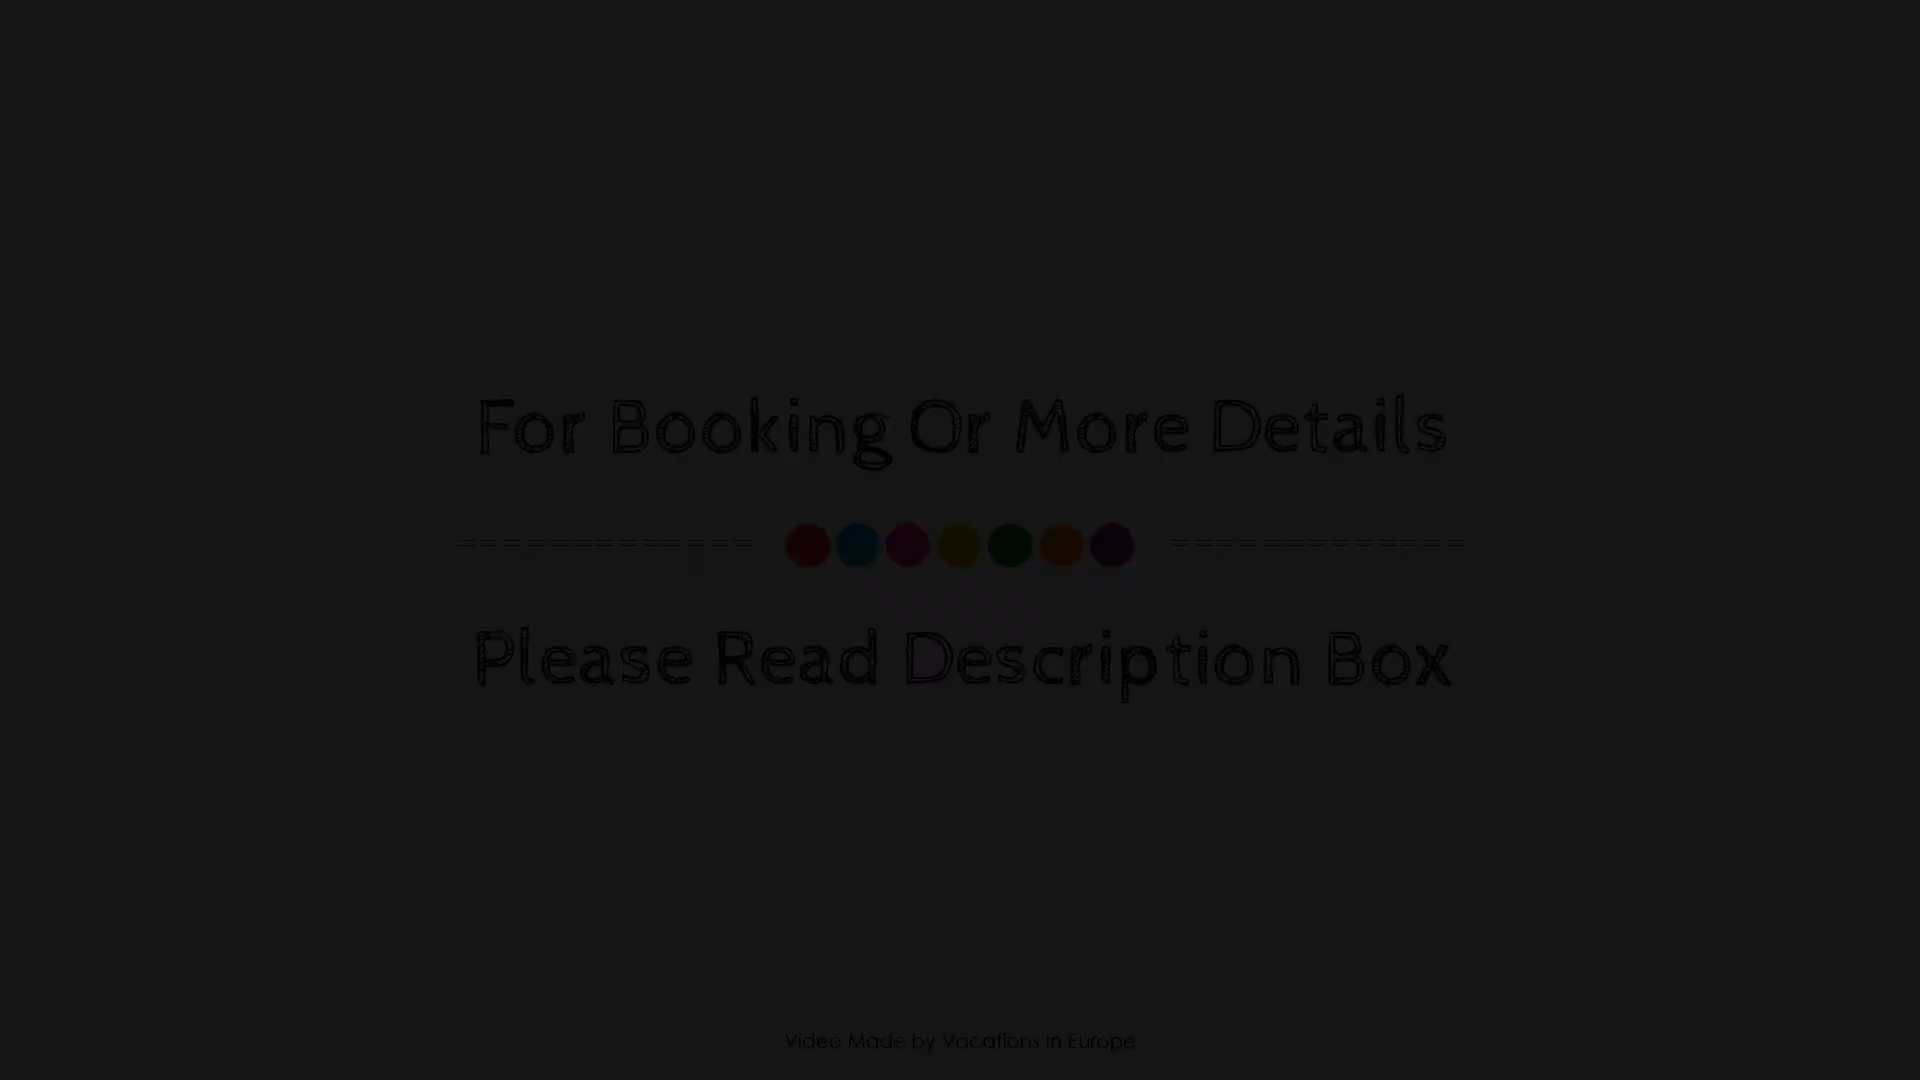 For Booking Or More Details
Please Read Description Box
Video Made by Vacations in Europe